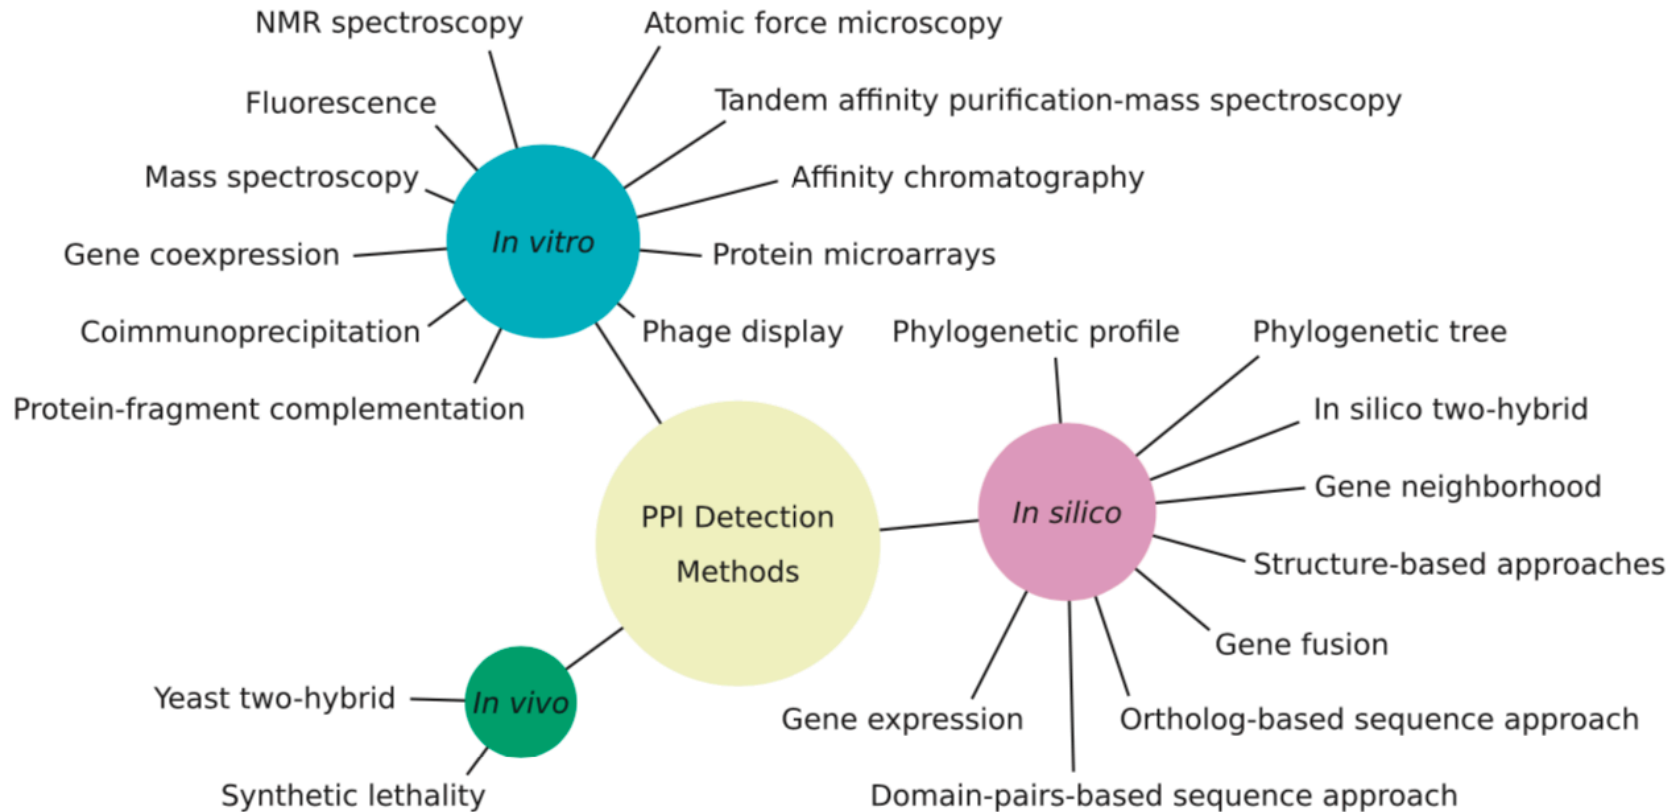 NMR spectroscopy
Atomic force microscopy
Fluorescence
Tandem affinity purification-mass spectroscopy
Mass spectroscopy
Affinity chromatography
In vitro
Gene coexpression
Protein microarrays
Coimmunoprecipitation
Phage display
Phylogenetic profile
Phylogenetic tree
Protein-fragment complementation
In silico two-hybrid
Gene neighborhood
PPI Detection
Methods
In silico
Structure-based approaches
Gene fusion
Yeast two-hybrid
In vivo
Gene expression
Ortholog-based sequence approach
Synthetic lethality
Domain-pairs-based sequence approach